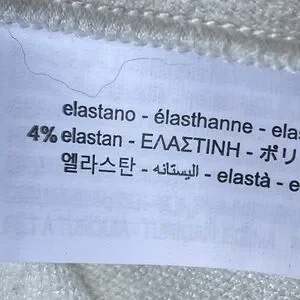 elastano - élasthanne - elas
4% elastan - ΕΛΑΣΤΙΝΗ - ポリ
엘라스탄 - اليستانه - elastà - e